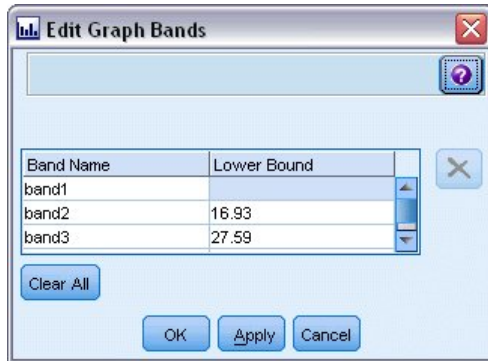 Edit Graph Bands
?
Band Name Lower Bound
band1
band2 16.93
band3 27.59
Clear All
OK Apply Cancel